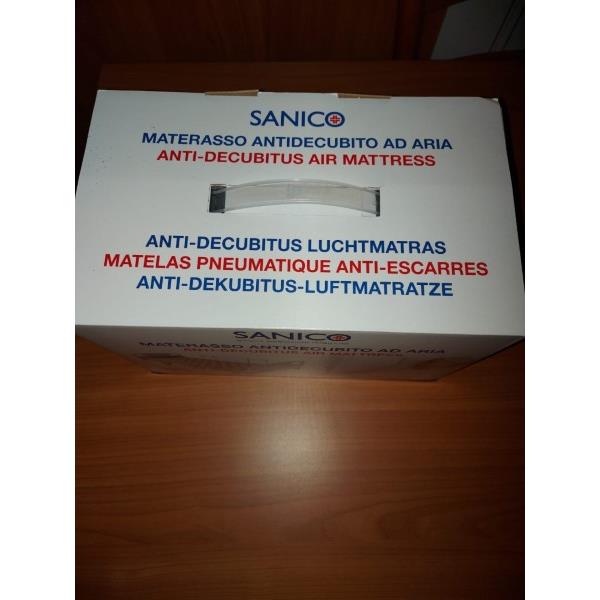 SANICO
MATERASSO ANTIDECUBITO AD ARIA
ANTI-DECUBITUS AIR MATTRESS
ANTI-DECUBITUS LUCHTMATRAS
MATELAS PNEUMATIQUE ANTI-ESCARRES
ANTI-DEKUBITUS-LUFTMATRATZE
SANICO
MATERASSO ANTIDECUBITO AD ARIA
ANTI-DECUBITUS AIR MATTRESS